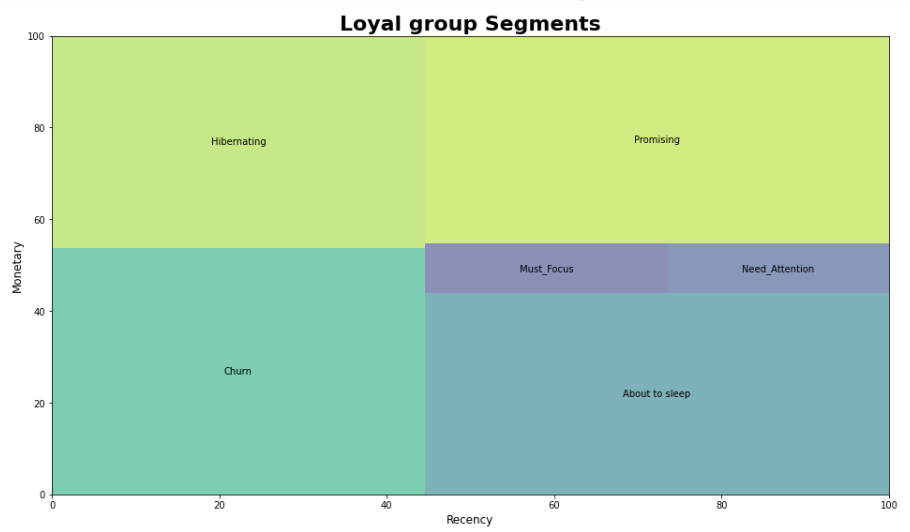 Loyal group Segments
100
80
60
40
20
0
Monetary
Hibernating
Promising
Must_Focus
Need_Attention
Churn
About to sleep
0
20
40
60
80
100
Recency